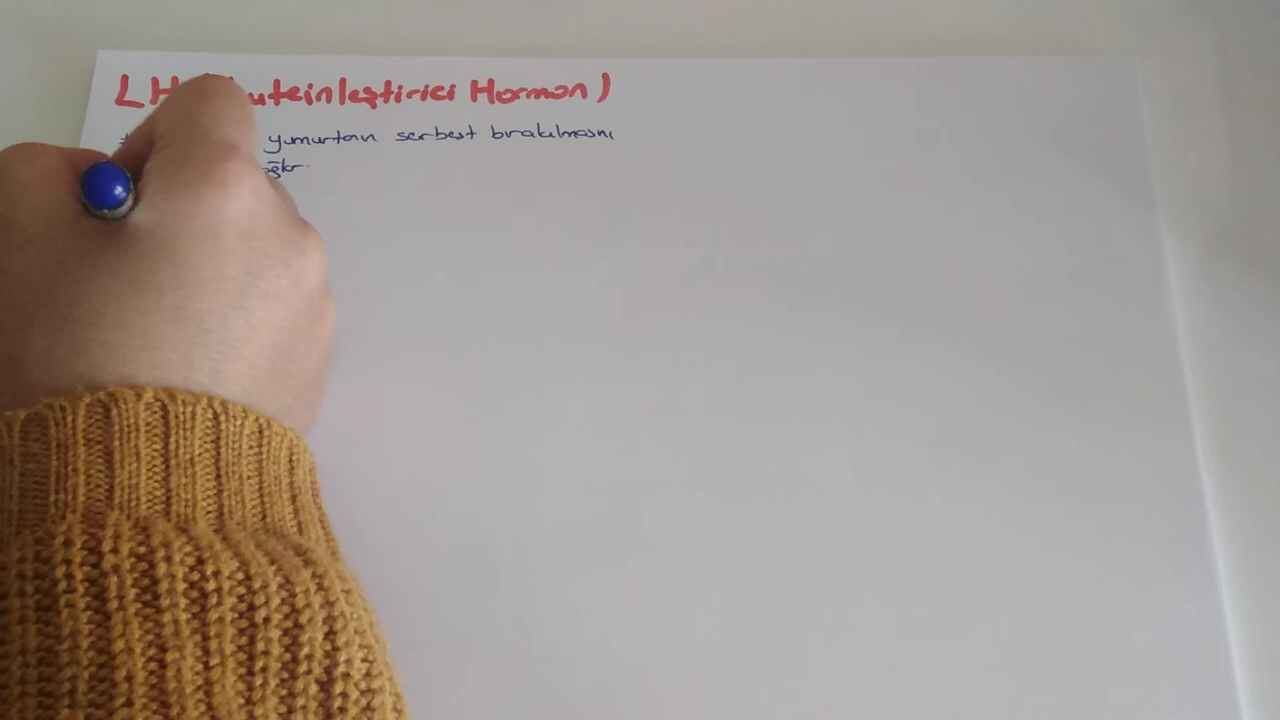 LH uteinleştirici Hormon)
yumurtanın serbest bırakılmasını